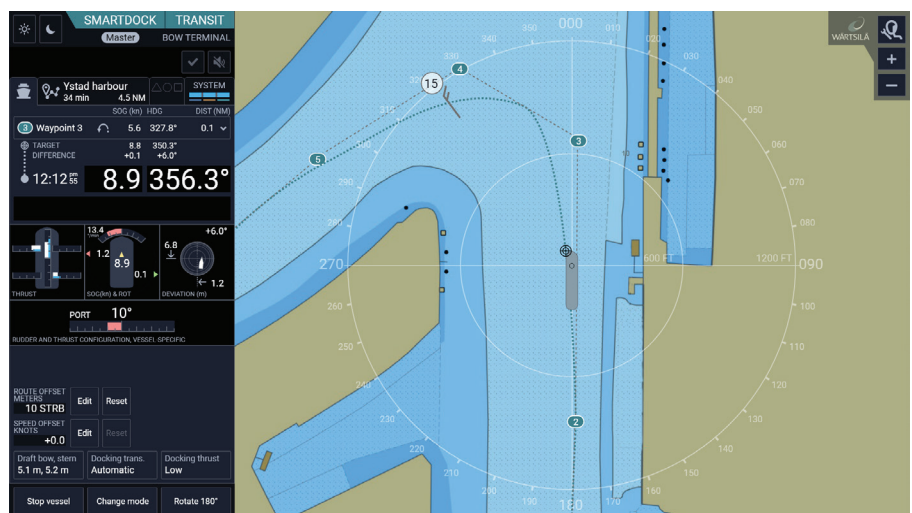 SMARTDOCK TRANSIT
Master BOW TERMINAL
Ystad harbour
34 min 4.5 NM
SYSTEM
SOG (kn) HDG DIST (NM)
3 Waypoint 3 5.6 327.8° 0.1
TARGET 8.8 350.3°
DIFFERENCE +0.1 +6.0°
12:12 pm 55 8.9 356.3°
13.4
°/min
+6.0°
1.2
8.9
0.1
6.8
1.2
THRUST
SOG(kn) & ROT
DEVIATION (m)
PORT 10°
RUDDER AND THRUST CONFIGURATION, VESSEL SPECIFIC
ROUTE OFFSET
METERS
10 STRB
Edit
Reset
SPEED OFFSET
KNOTS
+0.0
Edit
Reset
Draft bow, stern
5.1 m, 5.2 m
Docking trans.
Automatic
Docking thrust
Low
Stop vessel
Change mode
Rotate 180°
WÄRTSILÄ
000
010
020
030
040
050
060
070
080
090
100
110
120
130
140
150
160
180
190
200
210
220
230
240
250
260
270
280
290
310
330
340
350
600 FT
1200 FT
15
10
4
3
5
2